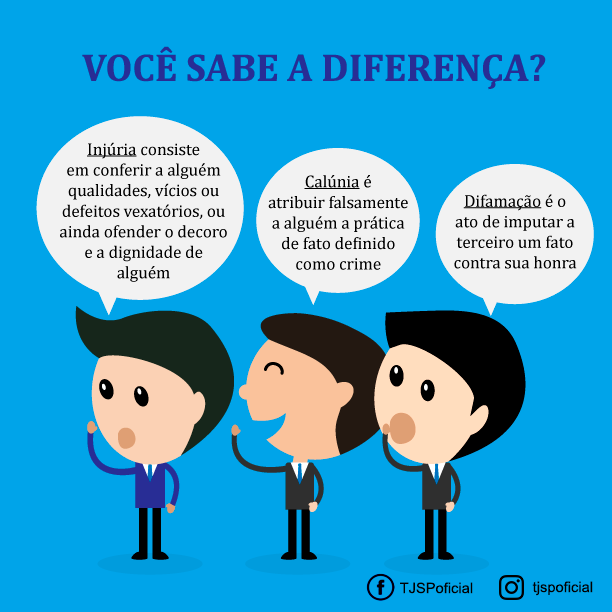 VOCÊ SABE A DIFERENÇA?
Injúria consiste
em conferir a alguém
qualidades, vícios ou
defeitos vexatórios, ou
ainda ofender o decoro
e a dignidade de
alguém
Calúnia é
atribuir falsamente
a alguém a prática
de fato definido
como crime
Difamação é o
ato de imputar a
terceiro um fato
contra sua honra
TJSPoficial
tjspoficial